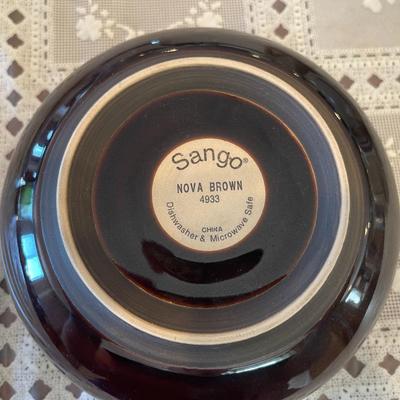 Sango®
NOVA BROWN
4933
CHINA
Dishwasher & Microwave Safe